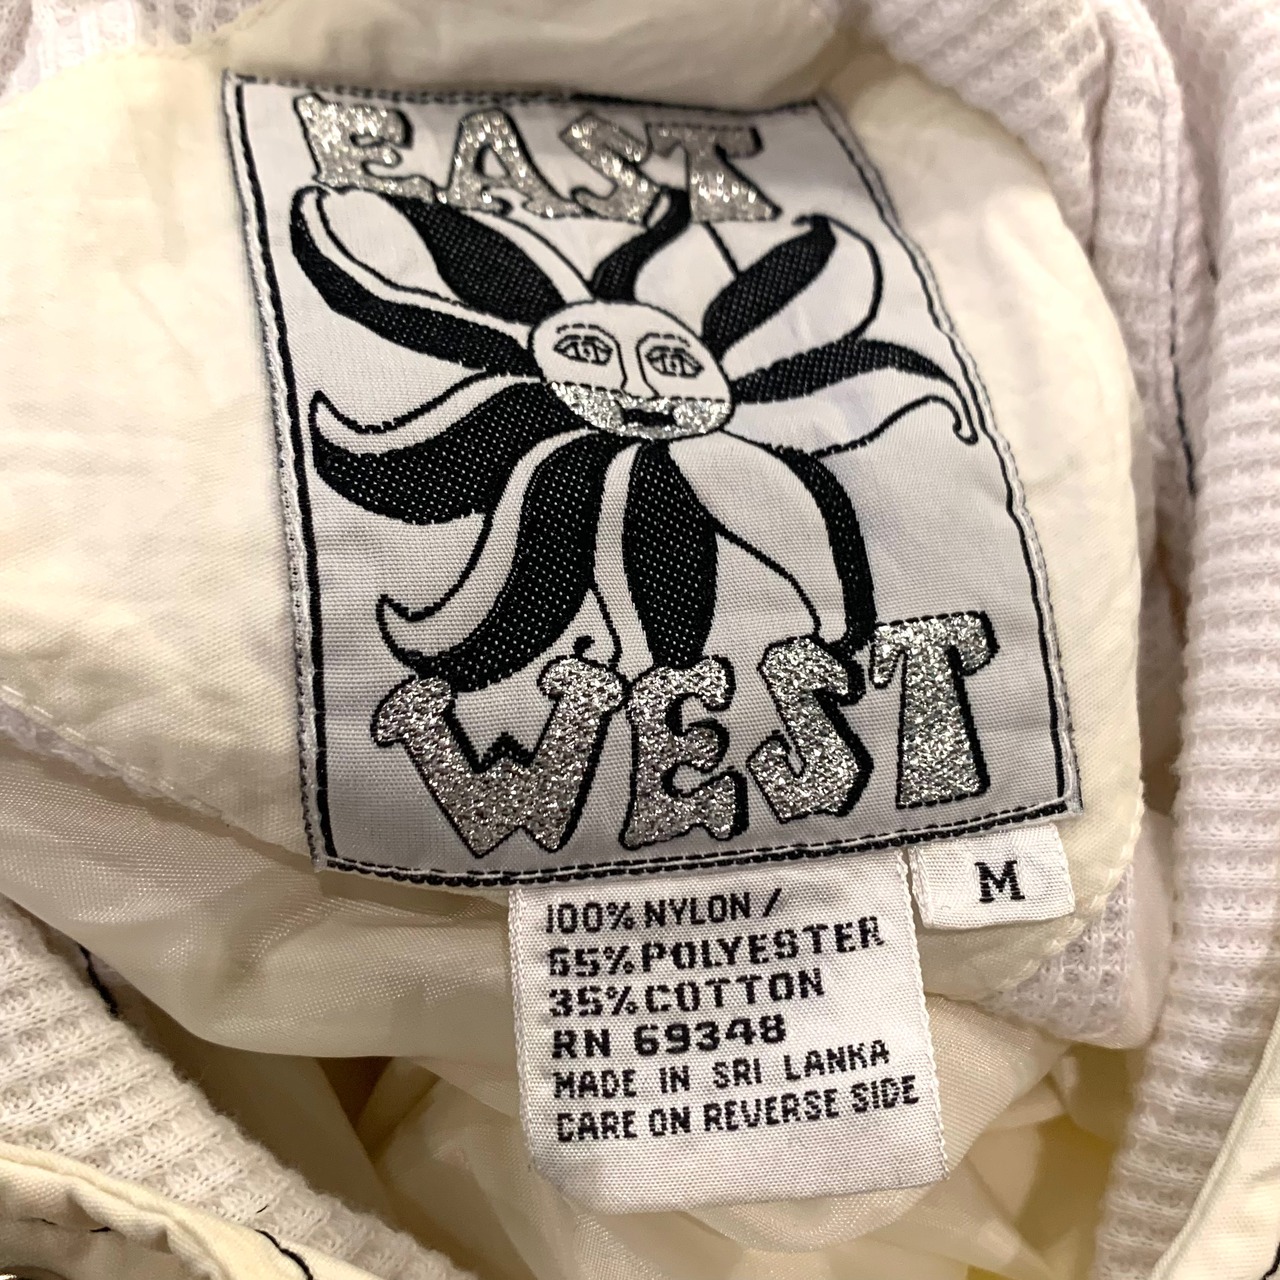 EAST
WEST
M
100% NYLON /
65% POLYESTER
35% COTTON
RN 69348
MADE IN SRI LANKA
CARE ON REVERSE SIDE